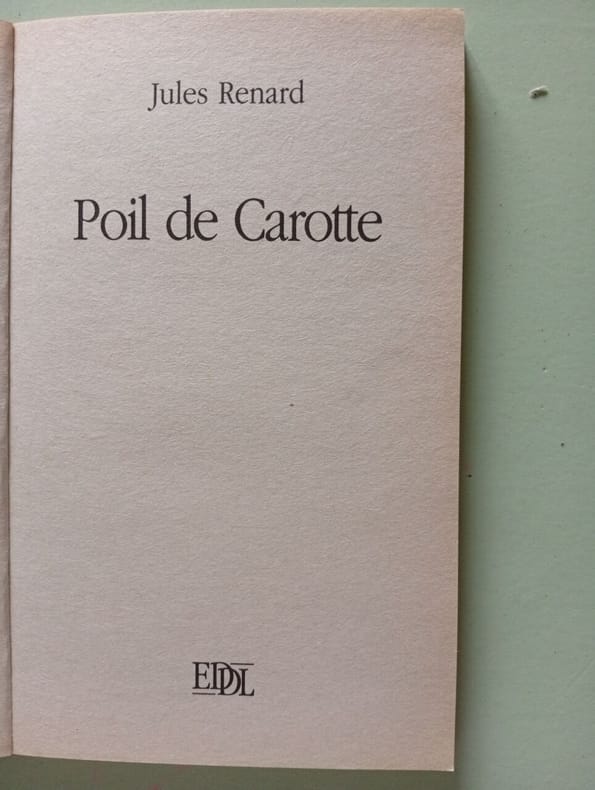 Jules Renard
Poil de Carotte
EDDL